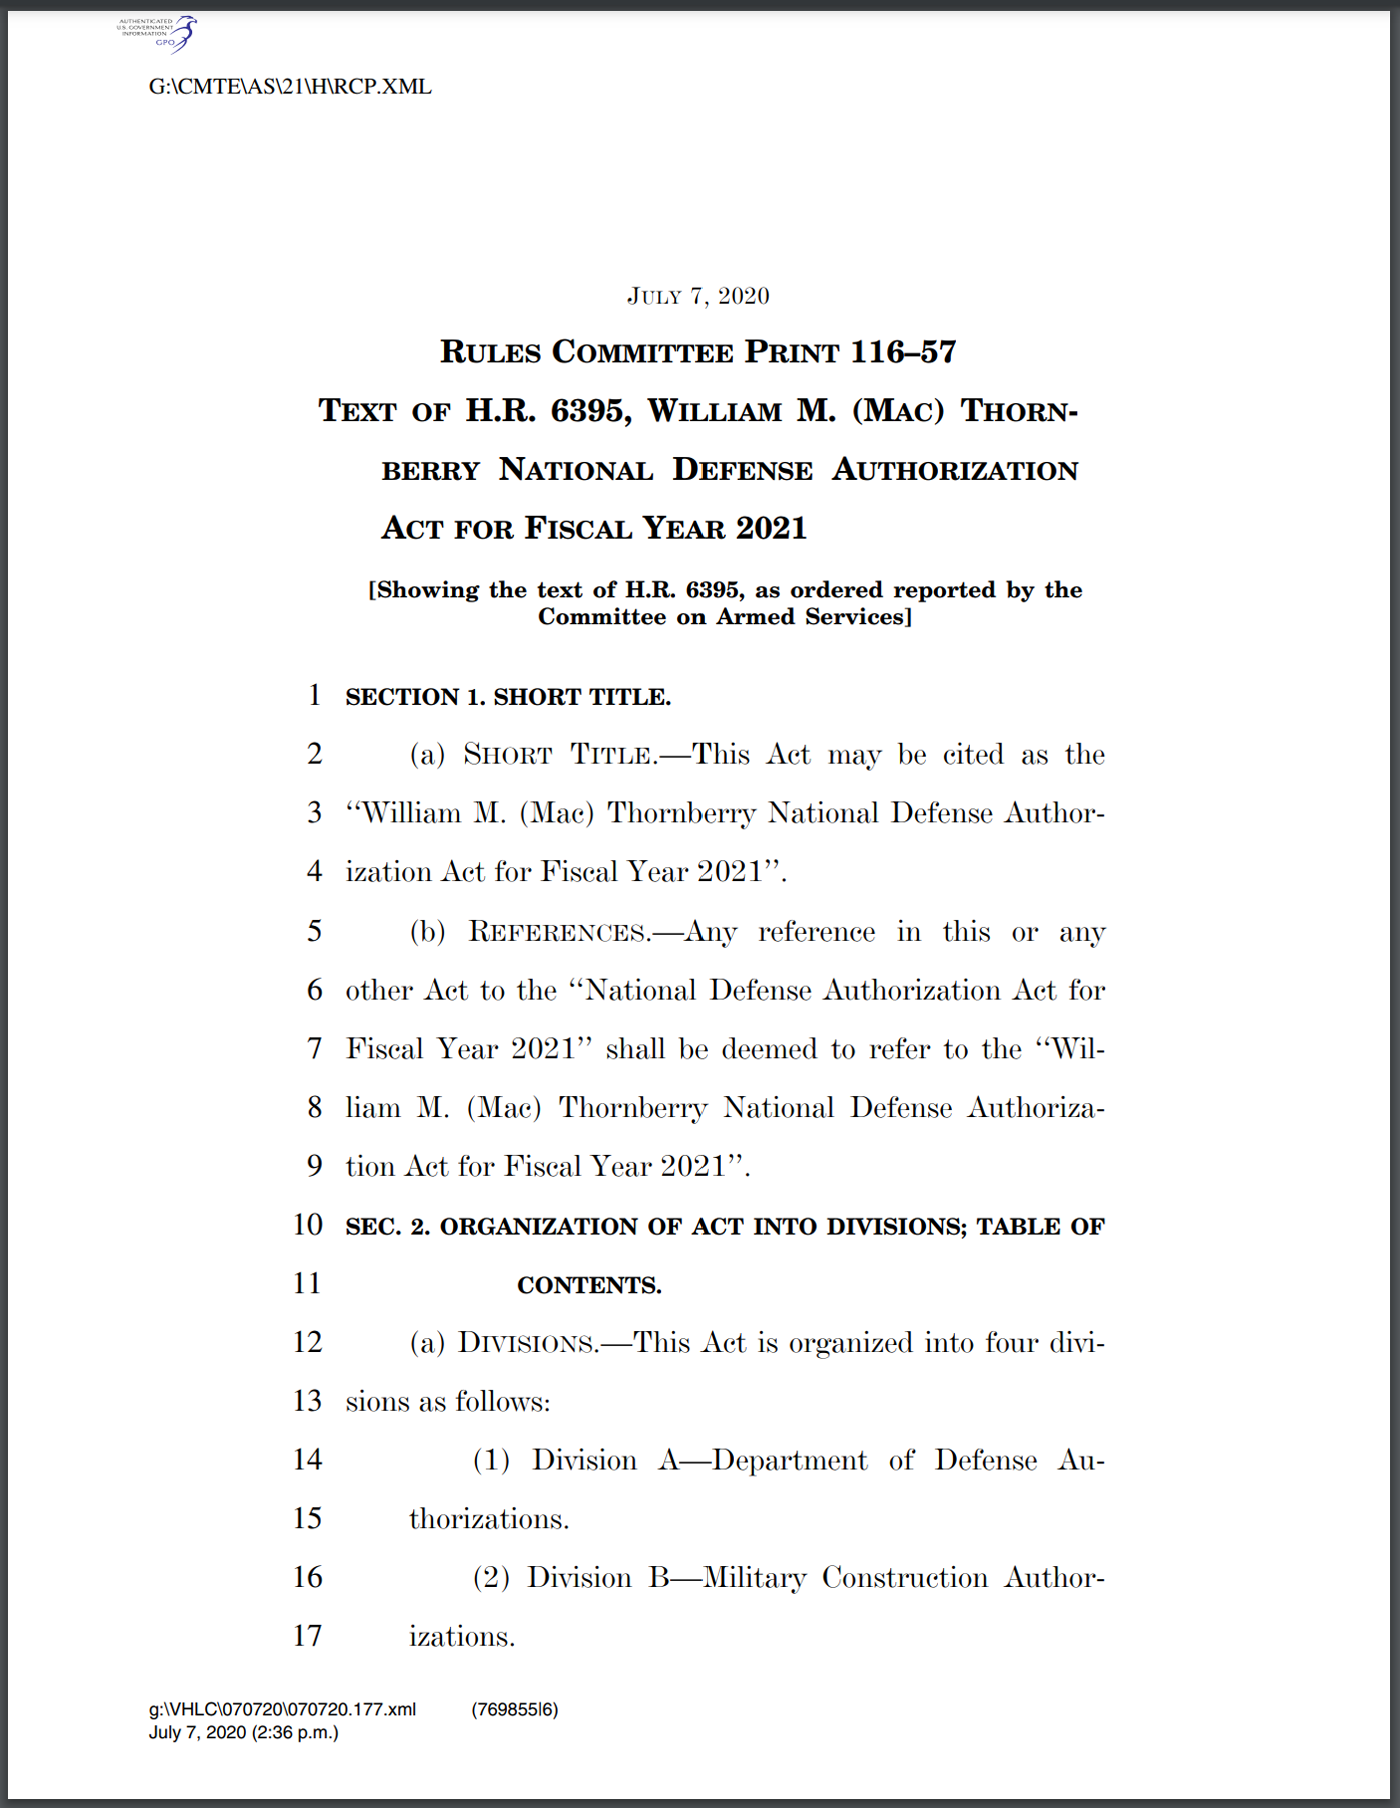 AUTHENTICATED
U.S. GOVERNMENT
INFORMATION
GPO
G:\CMTE\AS\21\H\RCP.XML
JULY 7, 2020
RULES COMMITTEE PRINT 116–57
TEXT OF H.R. 6395, WILLIAM M. (MAC) THORN-
BERRY NATIONAL DEFENSE AUTHORIZATION
ACT FOR FISCAL YEAR 2021
[Showing the text of H.R. 6395, as ordered reported by the
Committee on Armed Services]
1 SECTION 1. SHORT TITLE.
2 (a) SHORT TITLE.—This Act may be cited as the
3 ‘‘William M. (Mac) Thornberry National Defense Author-
4 ization Act for Fiscal Year 2021’’.
5 (b) REFERENCES.—Any reference in this or any
6 other Act to the ‘‘National Defense Authorization Act for
7 Fiscal Year 2021’’ shall be deemed to refer to the ‘‘Wil-
8 liam M. (Mac) Thornberry National Defense Authoriza-
9 tion Act for Fiscal Year 2021’’.
10 SEC. 2. ORGANIZATION OF ACT INTO DIVISIONS; TABLE OF
11 CONTENTS.
12 (a) DIVISIONS.—This Act is organized into four divi-
13 sions as follows:
14 (1) Division A—Department of Defense Au-
15 thorizations.
16 (2) Division B—Military Construction Author-
17 izations.
g:\VHLC\070720\070720.177.xml (769855|6)
July 7, 2020 (2:36 p.m.)